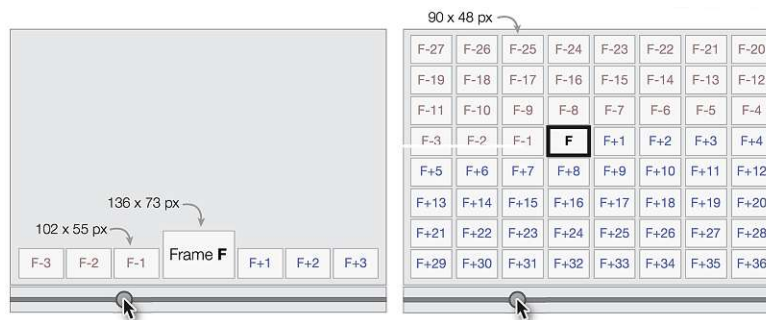 136 x 73 px
102 x 55 px
F-3 F-2 F-1 Frame F F+1 F+2 F+3
90 x 48 px
F-27 F-26 F-25 F-24 F-23 F-22 F-21 F-20
F-19 F-18 F-17 F-16 F-15 F-14 F-13 F-12
F-11 F-10 F-9 F-8 F-7 F-6 F-5 F-4
F-3 F-2 F-1 F F+1 F+2 F+3 F+4
F+5 F+6 F+7 F+8 F+9 F+10 F+11 F+12
F+13 F+14 F+15 F+16 F+17 F+18 F+19 F+20
F+21 F+22 F+23 F+24 F+25 F+26 F+27 F+28
F+29 F+30 F+31 F+32 F+33 F+34 F+35 F+36